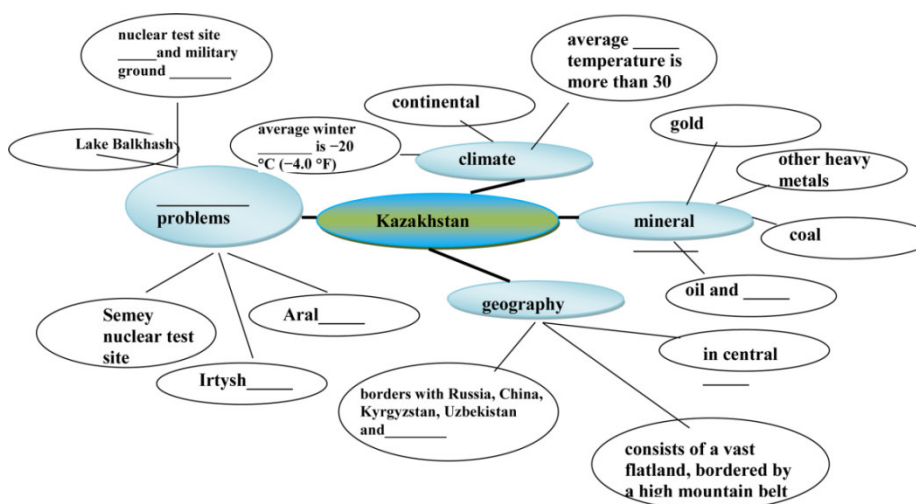 nuclear test site
_____and military
ground ________
Lake Balkhash
_________
problems
Semey
nuclear test
site
Irtysh_____
Aral_____
average winter
______ is −20
°C (−4.0 °F)
continental
average _____
temperature is
more than 30
climate
Kazakhstan
mineral
________
gold
other heavy
metals
coal
oil and _____
geography
borders with Russia, China,
Kyrgyzstan, Uzbekistan
and_______
in central
_____
consists of a vast
flatland, bordered by
a high mountain belt